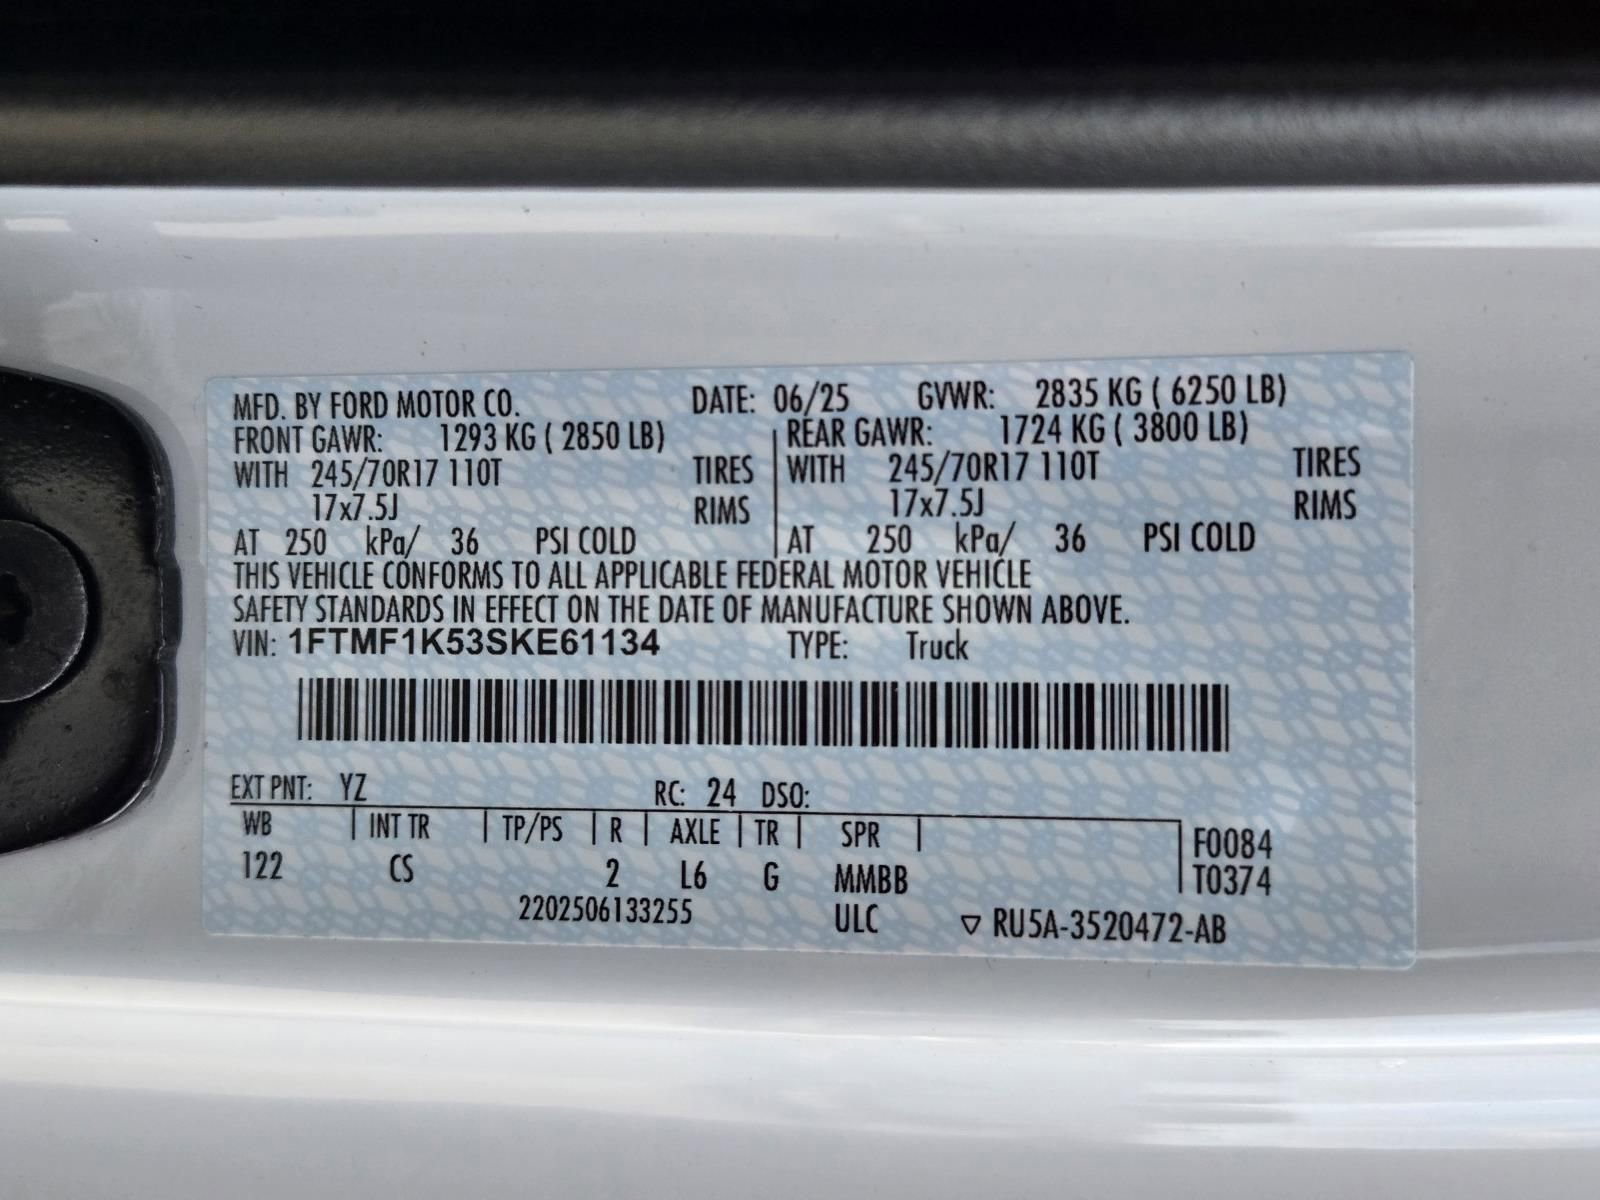 MFD. BY FORD MOTOR CO. DATE: 06/25 GVWR: 2835 KG ( 6250 LB)
FRONT GAWR: 1293 KG ( 2850 LB) REAR GAWR: 1724 KG ( 3800 LB)
WITH 245/70R17 110T TIRES WITH 245/70R17 110T TIRES
17x7.5J RIMS 17x7.5J RIMS
AT 250 kPa/ 36 PSI COLD AT 250 kPa/ 36 PSI COLD
THIS VEHICLE CONFORMS TO ALL APPLICABLE FEDERAL MOTOR VEHICLE
SAFETY STANDARDS IN EFFECT ON THE DATE OF MANUFACTURE SHOWN ABOVE.
VIN: 1FTMF1K53SKE61134 TYPE: Truck
EXT PNT: YZ RC: 24 DSO:
WB INT TR TP/PS R AXLE TR SPR F0084
122 CS 2 L6 G MMBB T0374
2202506133255 ULC ▽ RU5A-3520472-AB